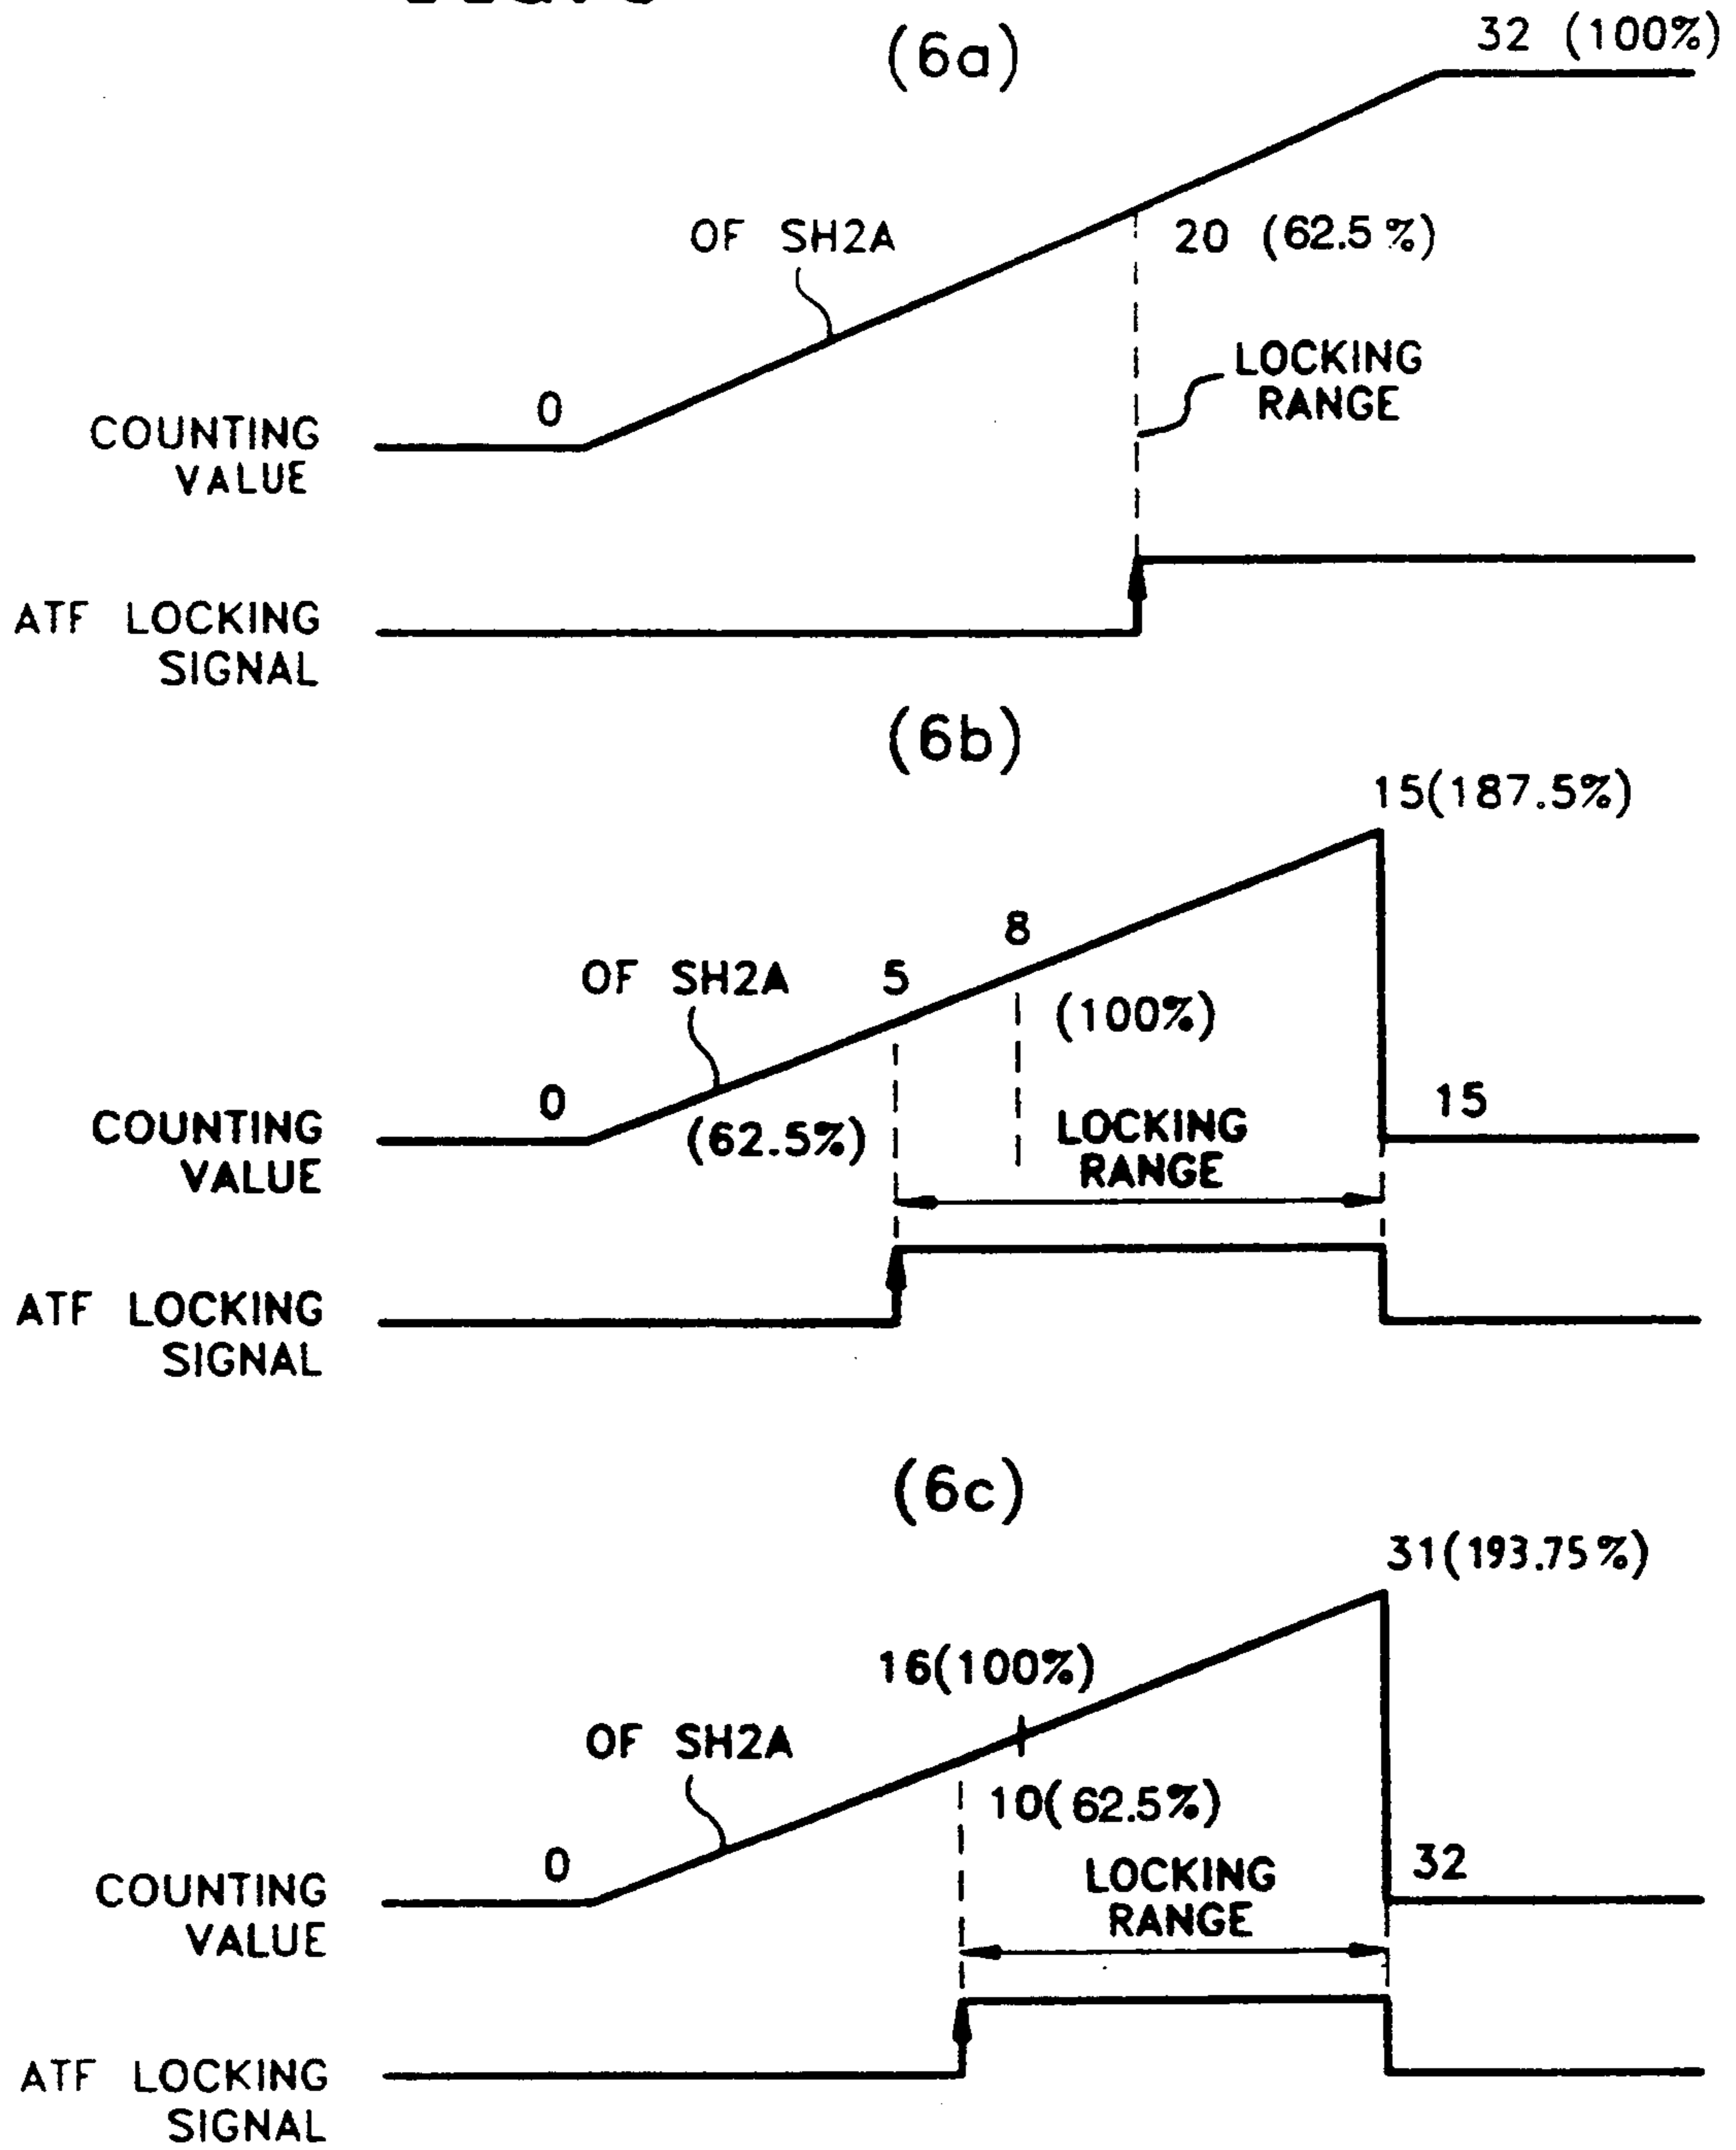 (6a)
32 (100%)
OF SH2A
20 (62.5%)
LOCKING
RANGE
0
COUNTING
VALUE
ATF LOCKING
SIGNAL
(6b)
15(187.5%)
8
OF SH2A
5
(100%)
0
(62.5%)
15
COUNTING
VALUE
LOCKING
RANGE
ATF LOCKING
SIGNAL
(6c)
31(193.75%)
16(100%)
OF SH2A
10(62.5%)
0
32
COUNTING
VALUE
LOCKING
RANGE
ATF LOCKING
SIGNAL